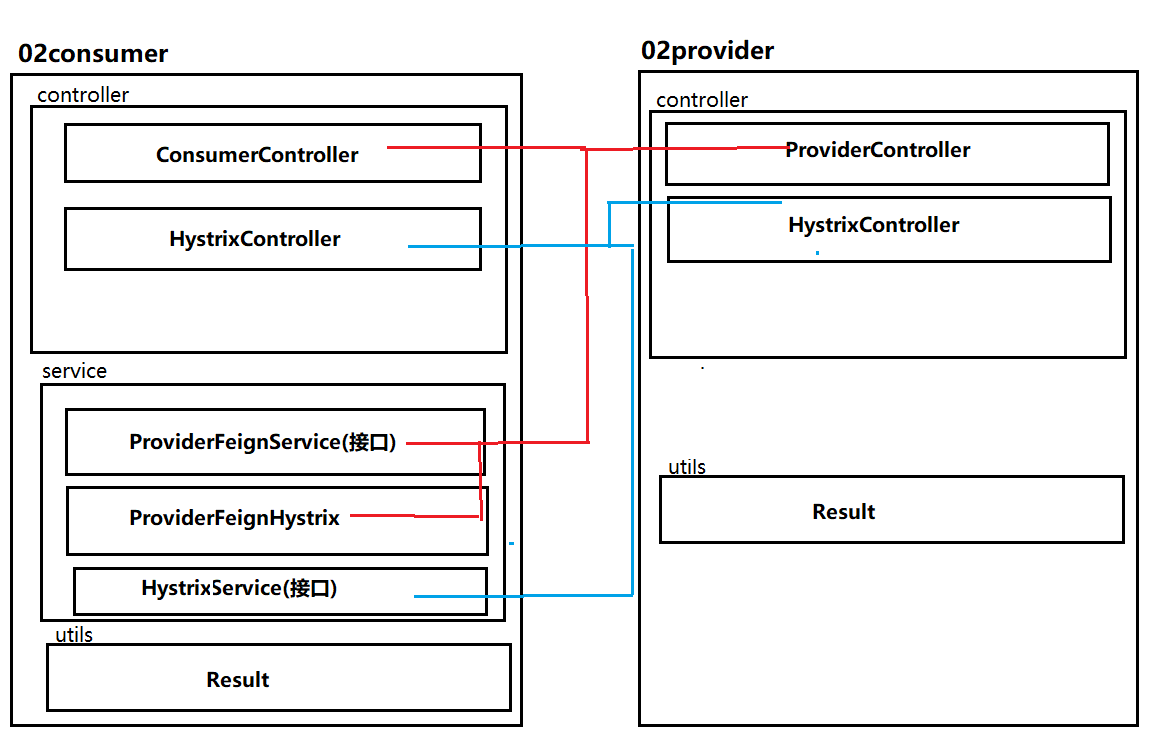 02consumer
controller
ConsumerController
HystrixController
service
ProviderFeignService(接口)
ProviderFeignHystrix
HystrixService(接口)
utils
Result
02provider
controller
ProviderController
HystrixController
utils
Result